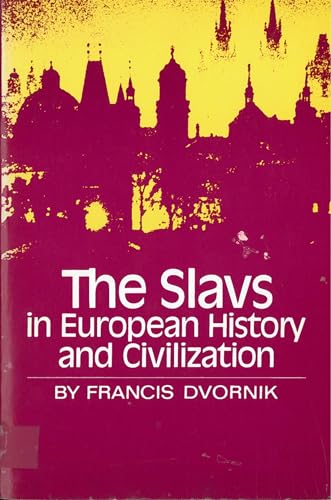 The Slavs
in European History
and Civilization
BY FRANCIS DVORNIK